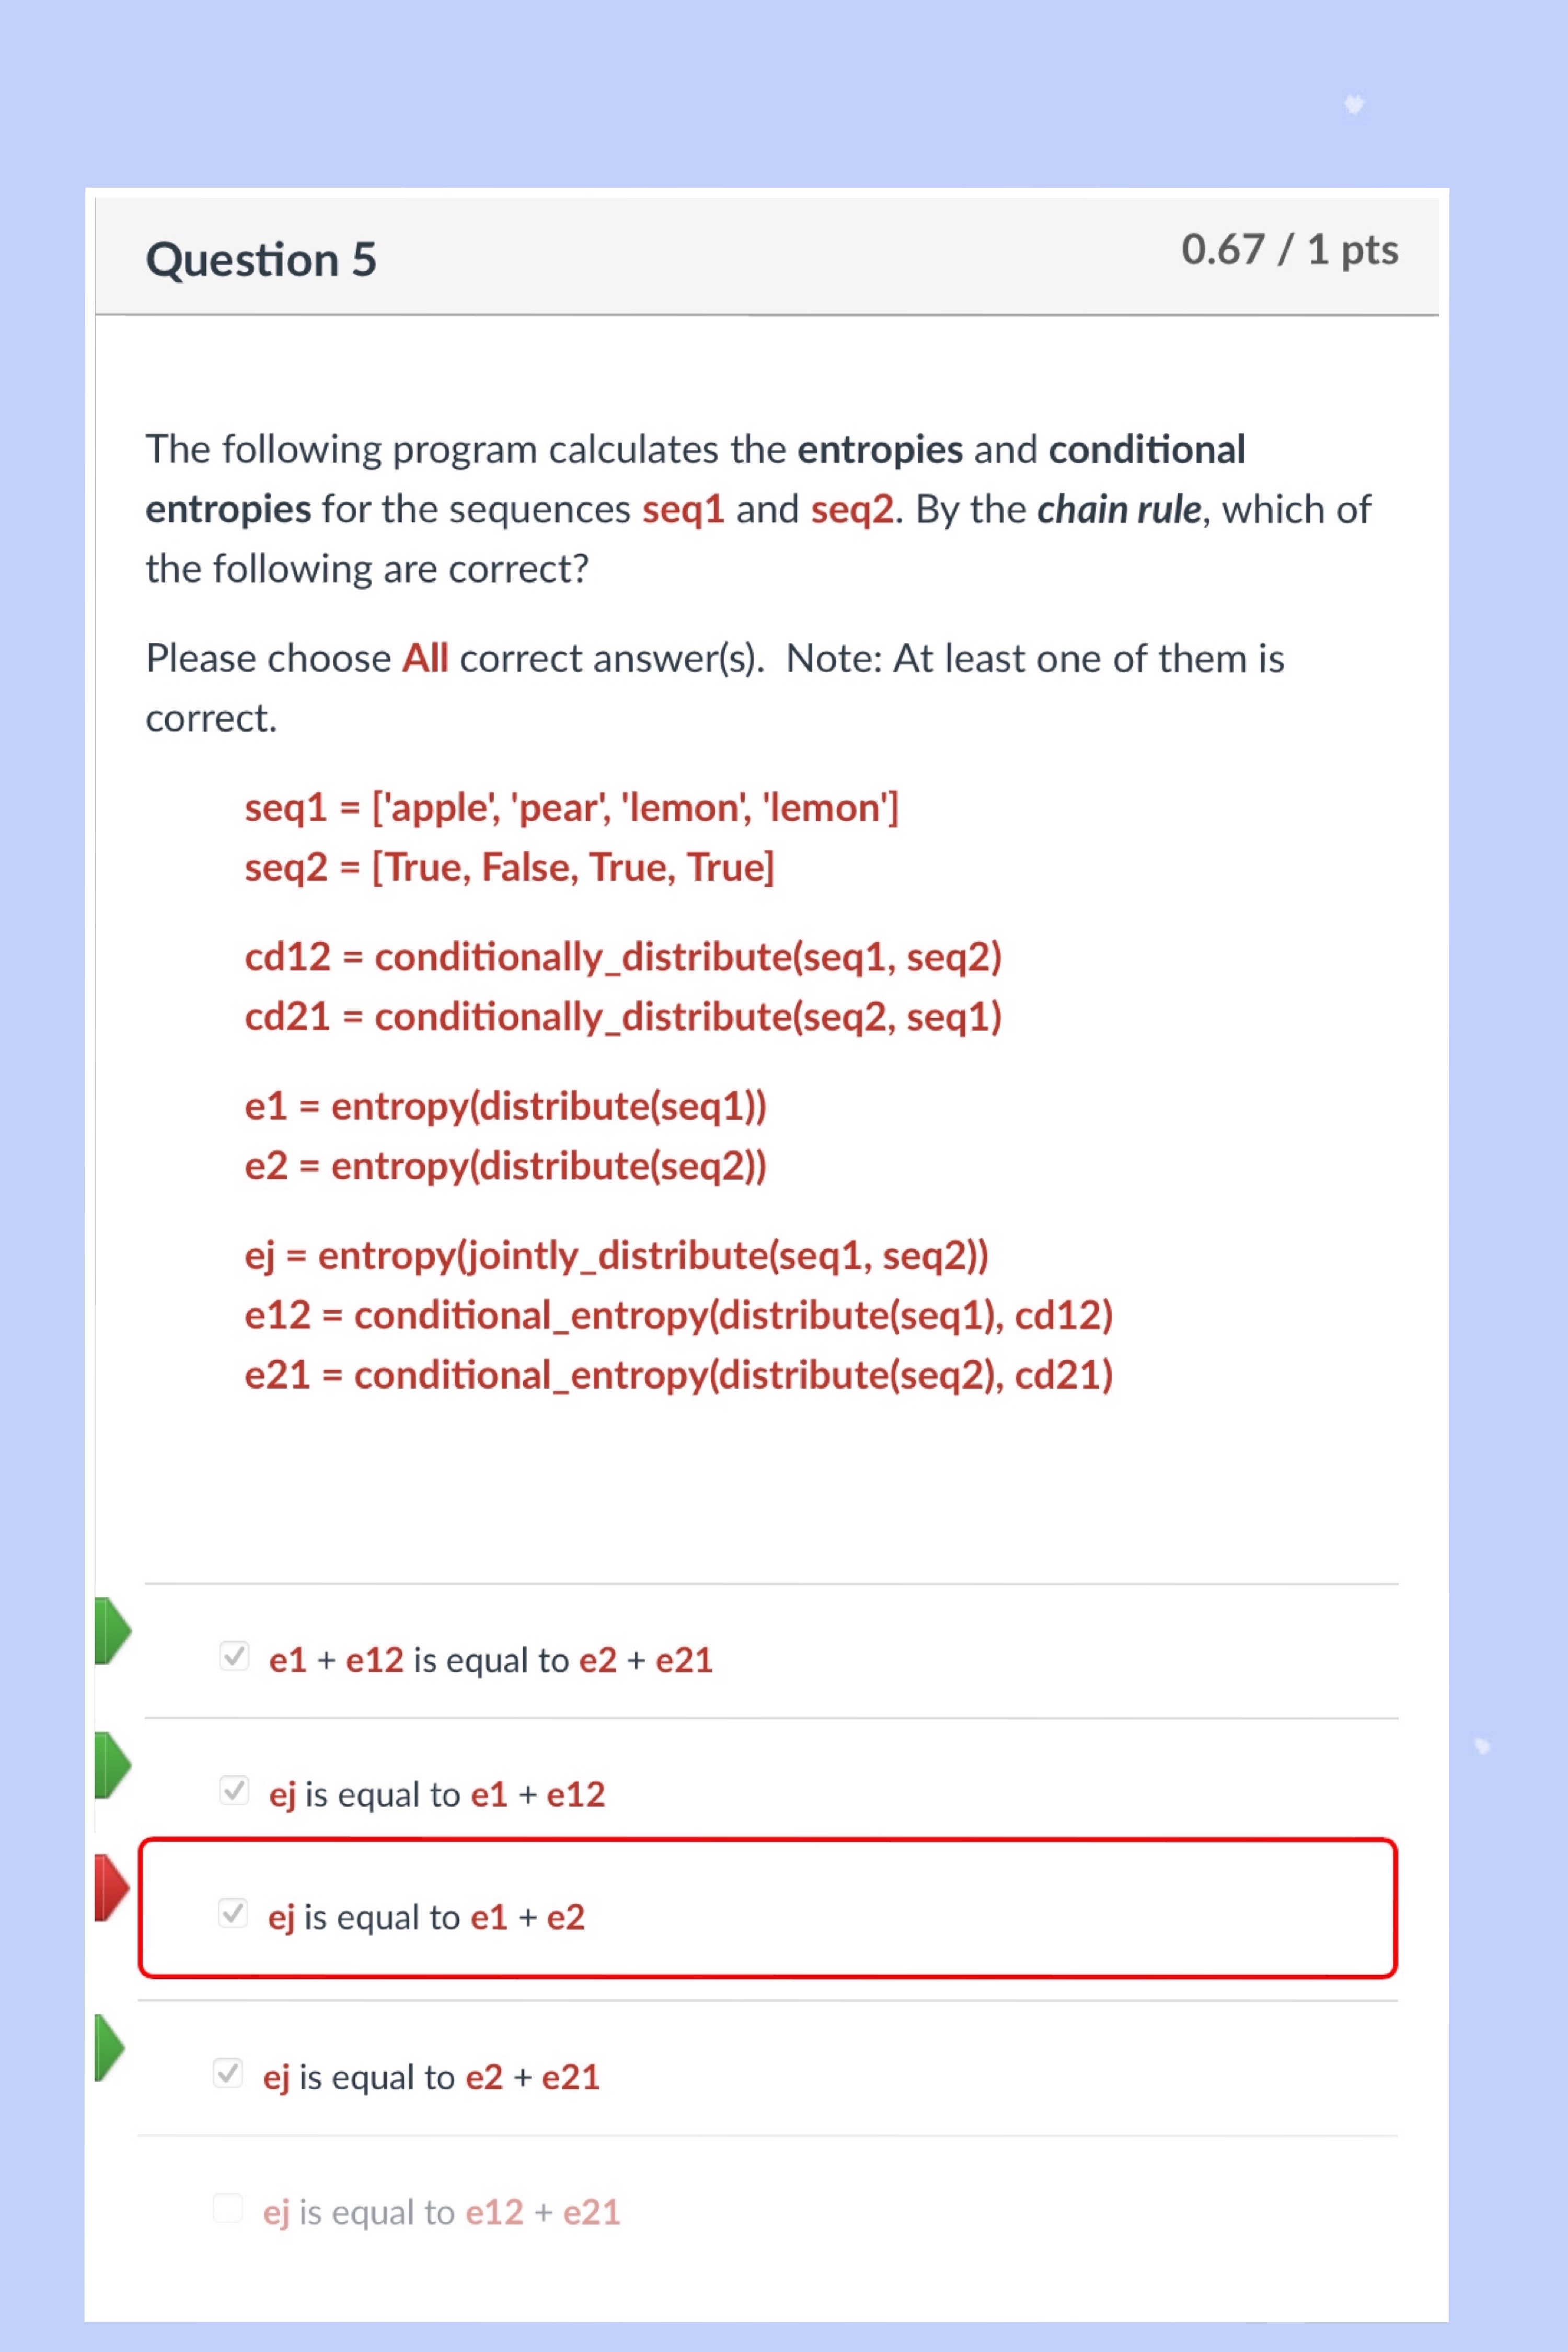 Question 5
0.67 / 1 pts
The following program calculates the entropies and conditional
entropies for the sequences seq1 and seq2. By the chain rule, which of
the following are correct?
Please choose All correct answer(s).  Note: At least one of them is
correct.
seq1 = ['apple', 'pear', 'lemon', 'lemon']
seq2 = [True, False, True, True]
cd12 = conditionally_distribute(seq1, seq2)
cd21 = conditionally_distribute(seq2, seq1)
e1 = entropy(distribute(seq1))
e2 = entropy(distribute(seq2))
ej = entropy(jointly_distribute(seq1, seq2))
e12 = conditional_entropy(distribute(seq1), cd12)
e21 = conditional_entropy(distribute(seq2), cd21)
e1 + e12 is equal to e2 + e21
ej is equal to e1 + e12
ej is equal to e1 + e2
ej is equal to e2 + e21
ej is equal to e12 + e21